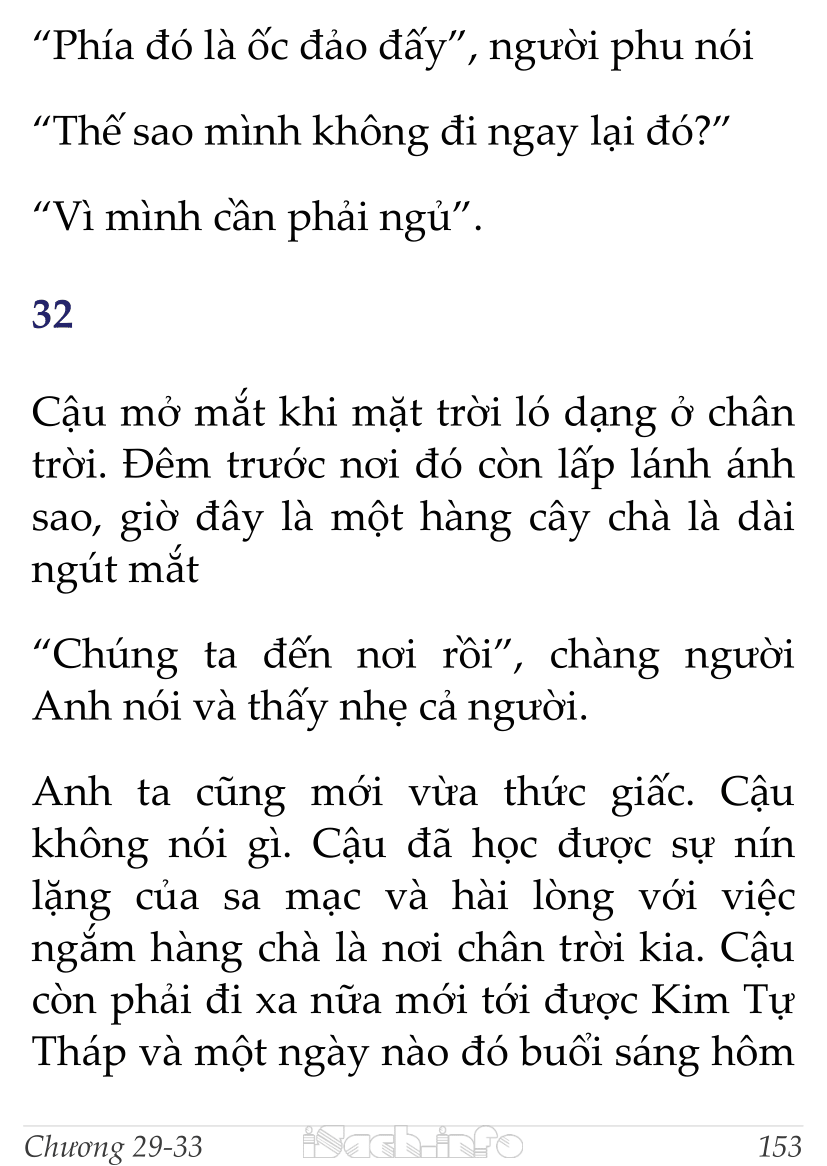 “Phía đó là ốc đảo đấy”, người phu nói
“Thế sao mình không đi ngay lại đó?”
“Vì mình cần phải ngủ”.
32
Cậu mở mắt khi mặt trời ló dạng ở chân
trời. Đêm trước nơi đó còn lấp lánh ánh
sao, giờ đây là một hàng cây chà là dài
ngút mắt
“Chúng ta đến nơi rồi”, chàng người
Anh nói và thấy nhẹ cả người.
Anh ta cũng mới vừa thức giấc. Cậu
không nói gì. Cậu đã học được sự nín
lặng của sa mạc và hài lòng với việc
ngắm hàng chà là nơi chân trời kia. Cậu
còn phải đi xa nữa mới tới được Kim Tự
Tháp và một ngày nào đó buổi sáng hôm
Chương 29-33 iSach.info 153